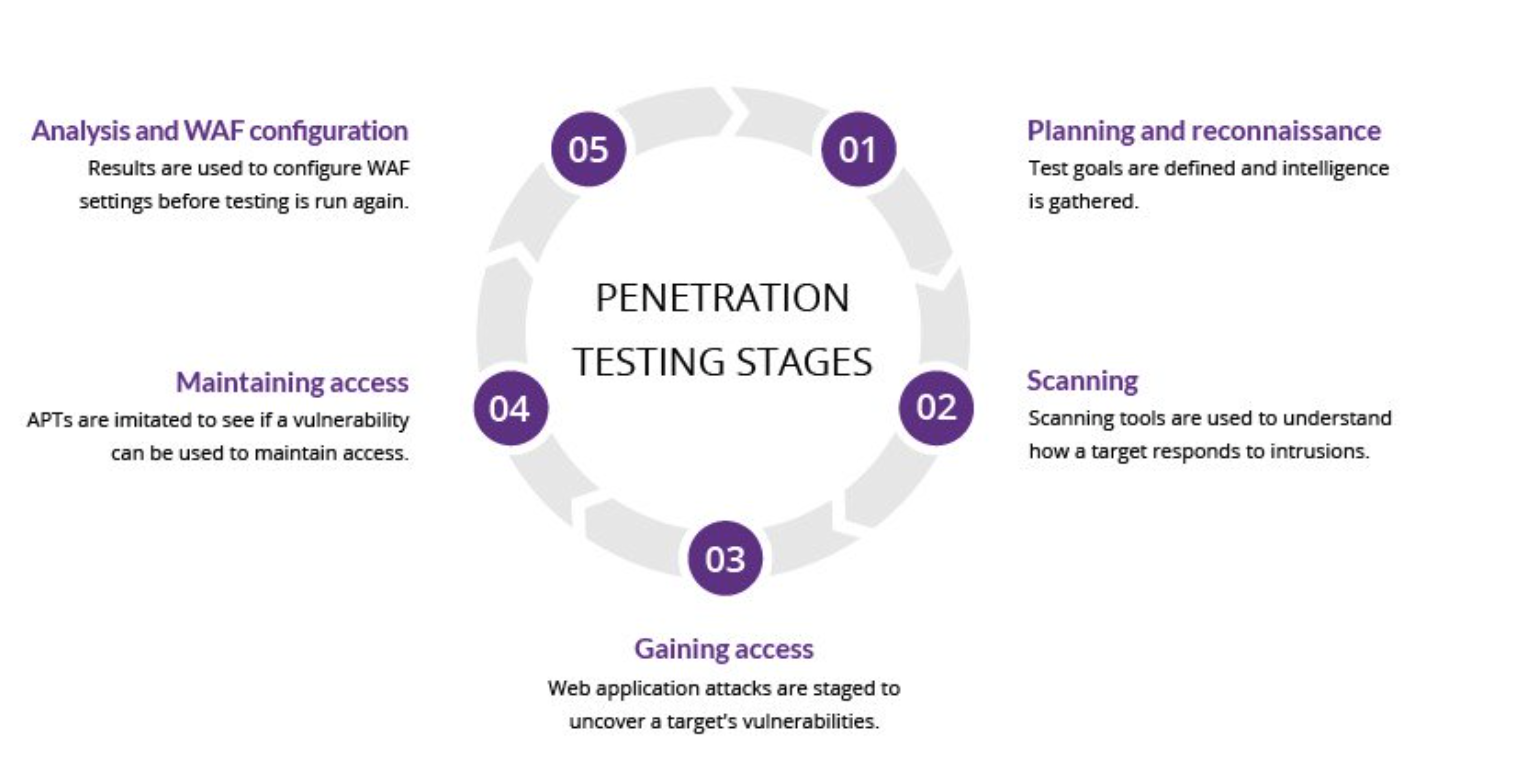 PENETRATION
TESTING STAGES
01
Planning and reconnaissance
Test goals are defined and intelligence
is gathered.
02
Scanning
Scanning tools are used to understand
how a target responds to intrusions.
03
Gaining access
Web application attacks are staged to
uncover a target's vulnerabilities.
04
Maintaining access
APTs are imitated to see if a vulnerability
can be used to maintain access.
05
Analysis and WAF configuration
Results are used to configure WAF
settings before testing is run again.